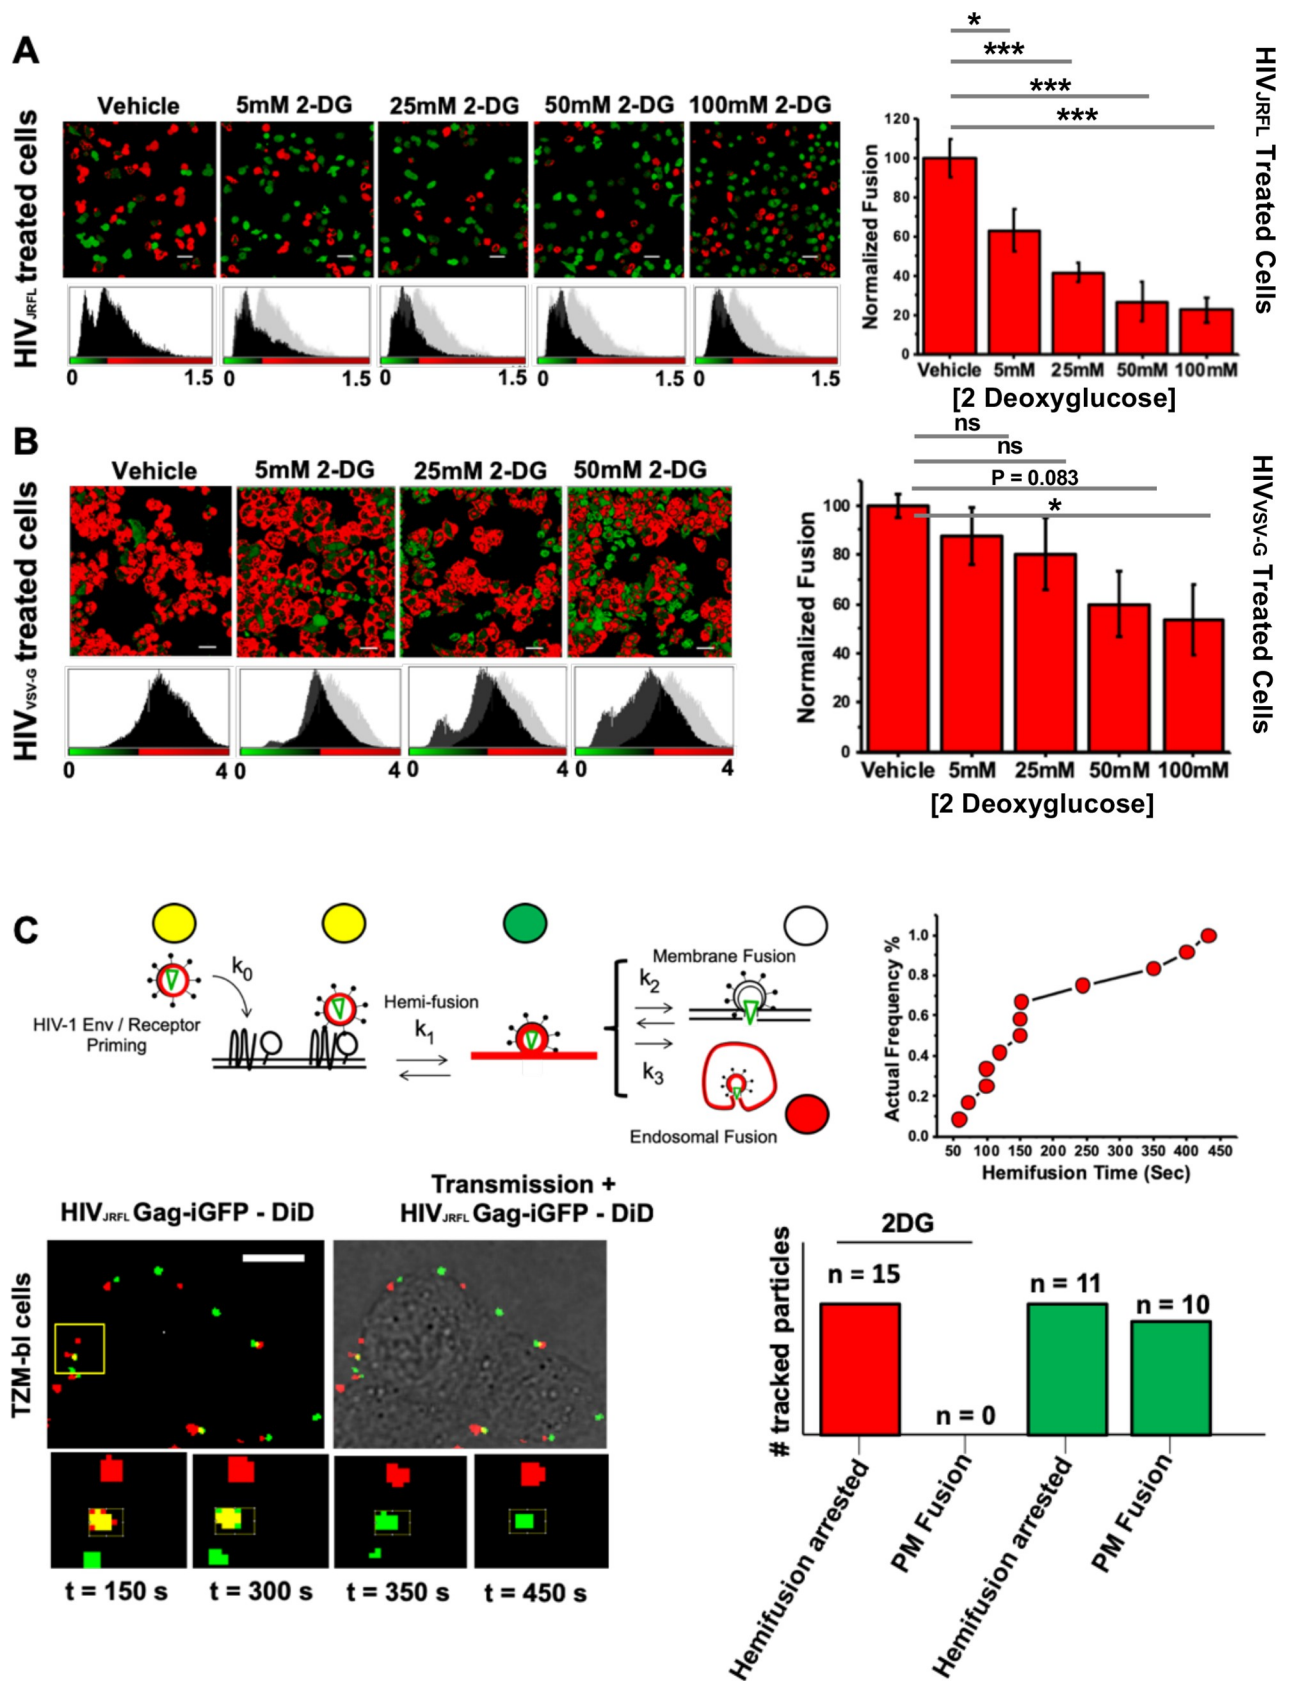 A
HIVJRFL treated cells
Vehicle
5mM 2-DG
25mM 2-DG
50mM 2-DG
100mM 2-DG
0 1.5
0 1.5
0 1.5
0 1.5
0 1.5
*
***
***
***
Normalized Fusion
120
100
80
60
40
20
0
Vehicle 5mM 25mM 50mM 100mM
[2 Deoxyglucose]
HIVJRFL Treated Cells
B
HIVVSV-G treated cells
Vehicle
5mM 2-DG
25mM 2-DG
50mM 2-DG
0 4
0 4
0 4
0 4
ns
ns
P = 0.083
*
Normalized Fusion
100
80
60
40
20
0
Vehicle 5mM 25mM 50mM 100mM
[2 Deoxyglucose]
HIVVSV-G Treated Cells
C
k0
HIV-1 Env / Receptor
Priming
Hemi-fusion
k1
Membrane Fusion
k2
k3
Endosomal Fusion
Actual Frequency %
1.0
0.8
0.6
0.4
0.2
0.0
50 100 150 200 250 300 350 400 450
Hemifusion Time (Sec)
HIVJRFL Gag-iGFP - DiD
Transmission +
HIVJRFL Gag-iGFP - DiD
TZM-bl cells
t = 150 s
t = 300 s
t = 350 s
t = 450 s
# tracked particles
2DG
n = 15
n = 0
n = 11
n = 10
Hemifusion arrested
PM Fusion
Hemifusion arrested
PM Fusion